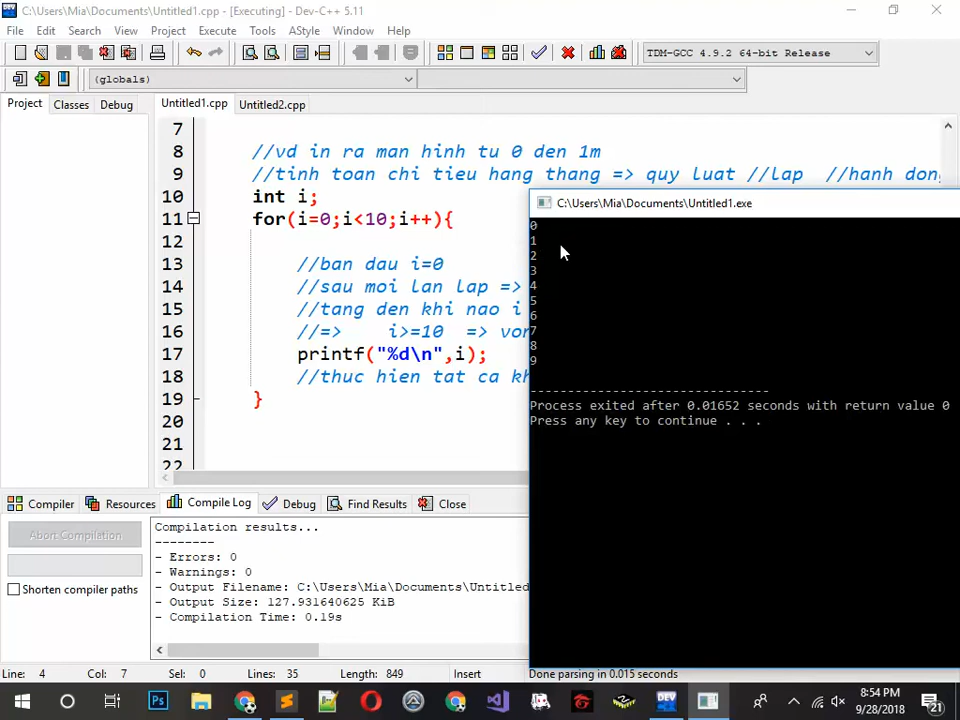 C:\Users\Mia\Documents\Untitled1.cpp - [Executing] - Dev-C++ 5.11
File Edit Search View Project Execute Tools AStyle Window Help
TDM-GCC 4.9.2 64-bit Release
(globals)
Project Classes Debug Untitled1.cpp Untitled2.cpp
7
8 //vd in ra man hinh tu 0 den 1m
9 //tinh toan chi tieu hang thang => quy luat //lap //hanh dong
10 int i;
11 for(i=0;i<10;i++){
12
13 //ban dau i=0
14 //sau moi lan lap =>
15 //tang den khi nao i
16 //=> i>=10 => von
17 printf("%d\n",i);
18 //thuc hien tat ca kh
19 }
20
21
22
C:\Users\Mia\Documents\Untitled1.exe
0
1
2
3
4
5
6
7
8
9
--------------------------------
Process exited after 0.01652 seconds with return value 0
Press any key to continue . . .
Compiler Resources Compile Log Debug Find Results Close
Abort Compilation
Shorten compiler paths
Compilation results...
--------
- Errors: 0
- Warnings: 0
- Output Filename: C:\Users\Mia\Documents\Untitled
- Output Size: 127.931640625 KiB
- Compilation Time: 0.19s
Line: 4 Col: 7 Sel: 0 Lines: 35 Length: 849 Insert Done parsing in 0.015 seconds
8:54 PM
9/28/2018
21